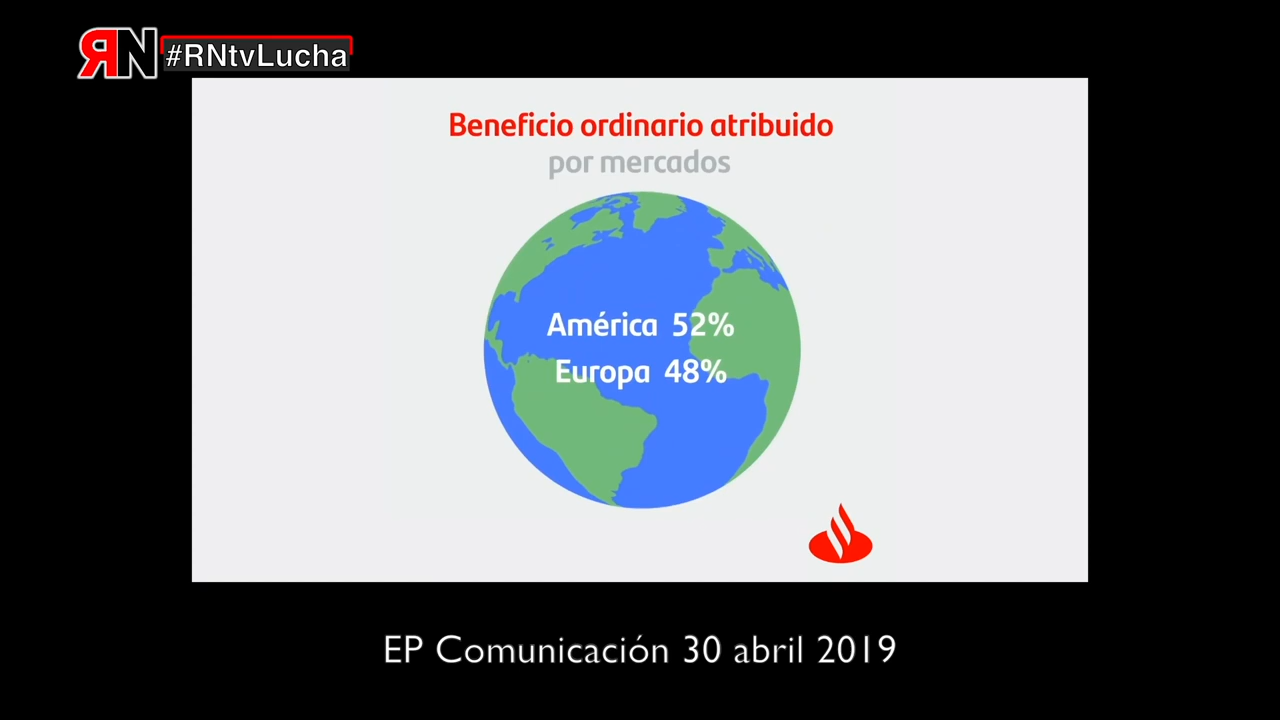 RN #RNtvLucha
Beneficio ordinario atribuido
por mercados
América 52%
Europa 48%
EP Comunicación 30 abril 2019